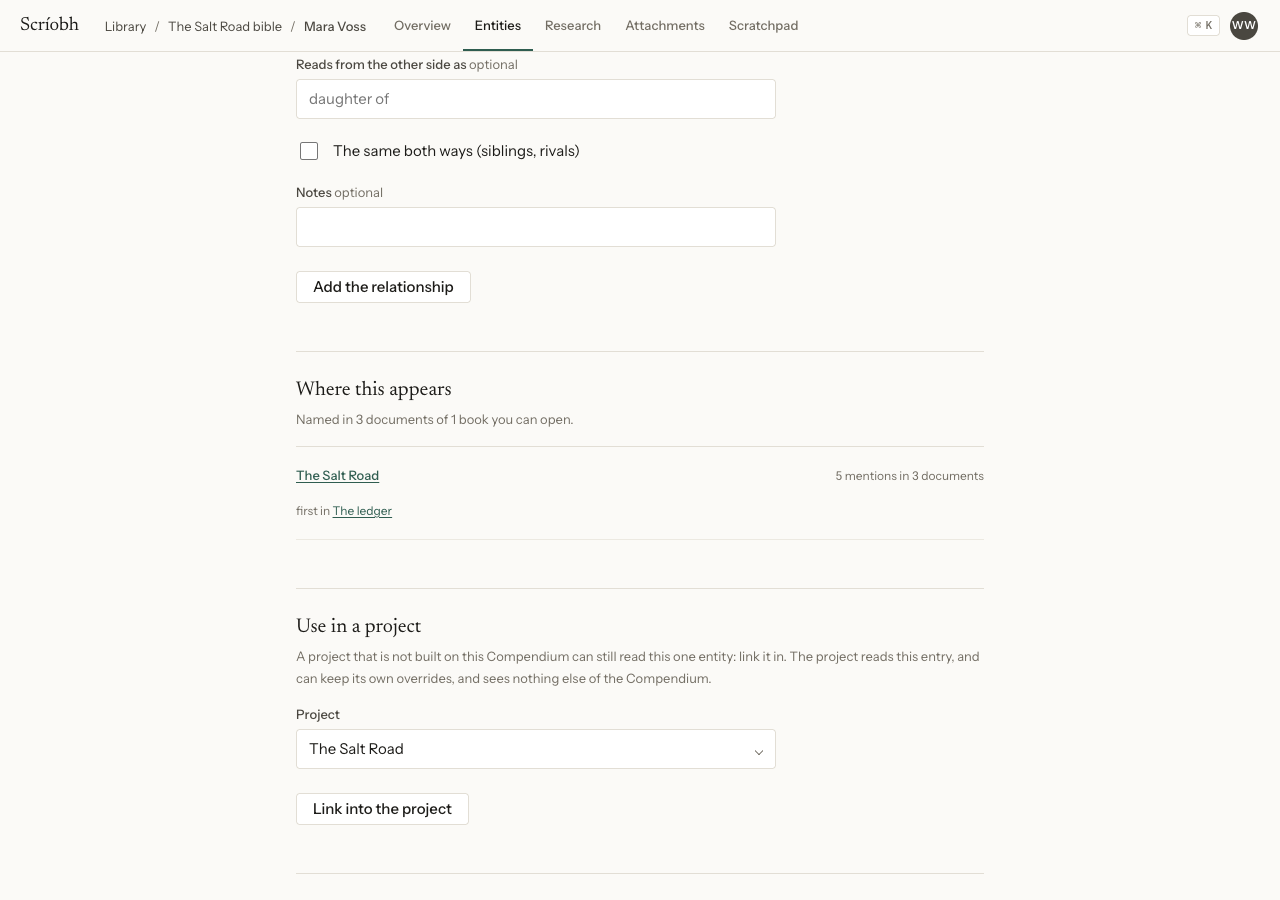 Scríobh
Library / The Salt Road bible / Mara Voss
Overview
Entities
Research
Attachments
Scratchpad
⌘ K
WW
Reads from the other side as optional
daughter of
The same both ways (siblings, rivals)
Notes optional
Add the relationship
Where this appears
Named in 3 documents of 1 book you can open.
The Salt Road
5 mentions in 3 documents
first in The ledger
Use in a project
A project that is not built on this Compendium can still read this one entity: link it in. The project reads this entry, and
can keep its own overrides, and sees nothing else of the Compendium.
Project
The Salt Road
Link into the project